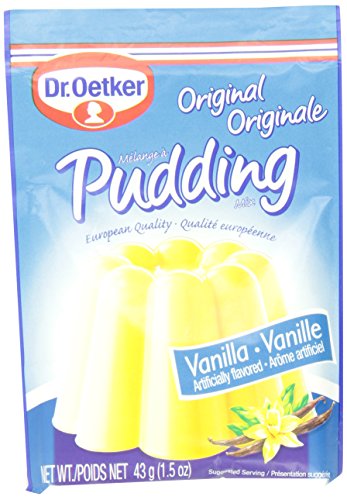 Dr.Oetker
Original
Originale
Mélange à
Pudding
Mix
European Quality · Qualité européenne
Vanilla · Vanille
Artificially flavored · Arôme artificiel
NET WT./POIDS NET 43 g (1.5 oz)
Suggested Serving / Présentation suggérée